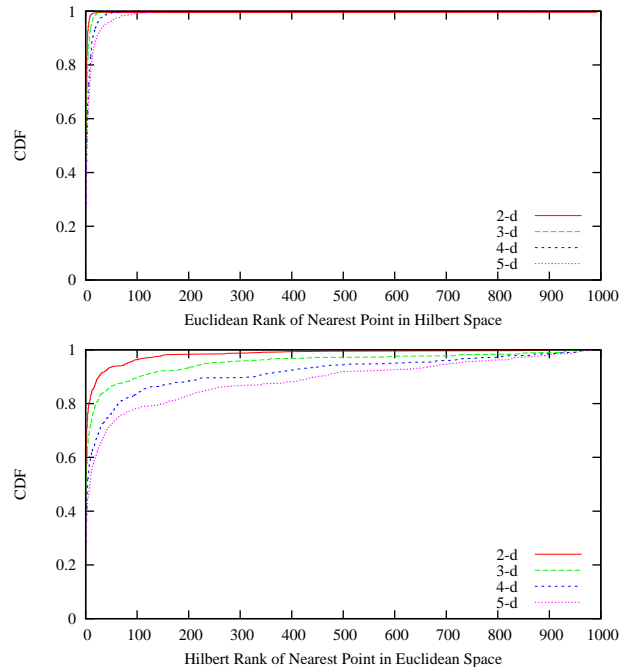 1
0.8
0.6
CDF
0.4
0.2
0
2-d
3-d
4-d
5-d
0 100 200 300 400 500 600 700 800 900 1000
Euclidean Rank of Nearest Point in Hilbert Space
1
0.8
0.6
CDF
0.4
0.2
0
2-d
3-d
4-d
5-d
0 100 200 300 400 500 600 700 800 900 1000
Hilbert Rank of Nearest Point in Euclidean Space